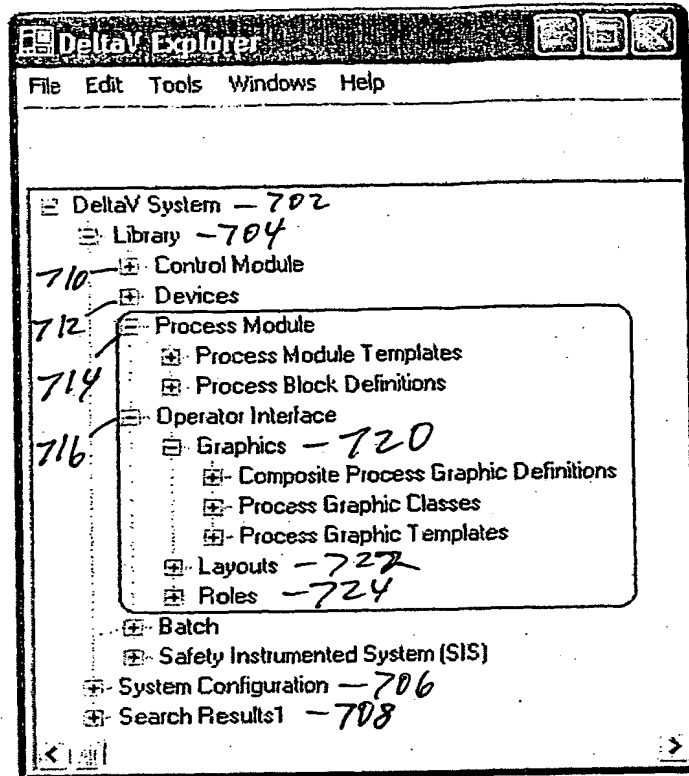 DeltaV Explorer
File Edit Tools Windows Help
DeltaV System — 702
Library — 704
710 Control Module
712 Devices
714 Process Module
Process Module Templates
Process Block Definitions
716 Operator Interface
Graphics — 720
Composite Process Graphic Definitions
Process Graphic Classes
Process Graphic Templates
Layouts — 722
Roles — 724
Batch
Safety Instrumented System (SIS)
System Configuration — 706
Search Results1 — 708